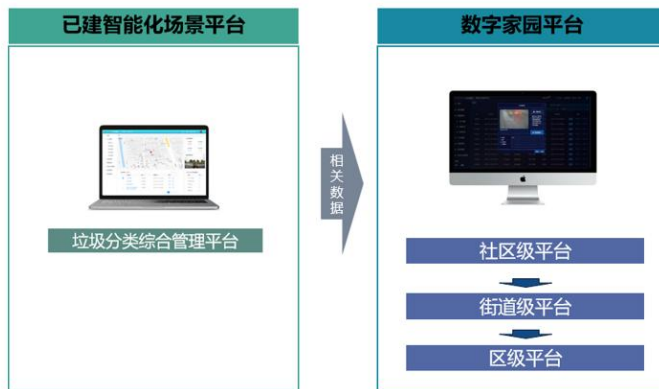 已建智能化场景平台
数字家园平台
相关数据
垃圾分类综合管理平台
社区级平台
街道级平台
区级平台